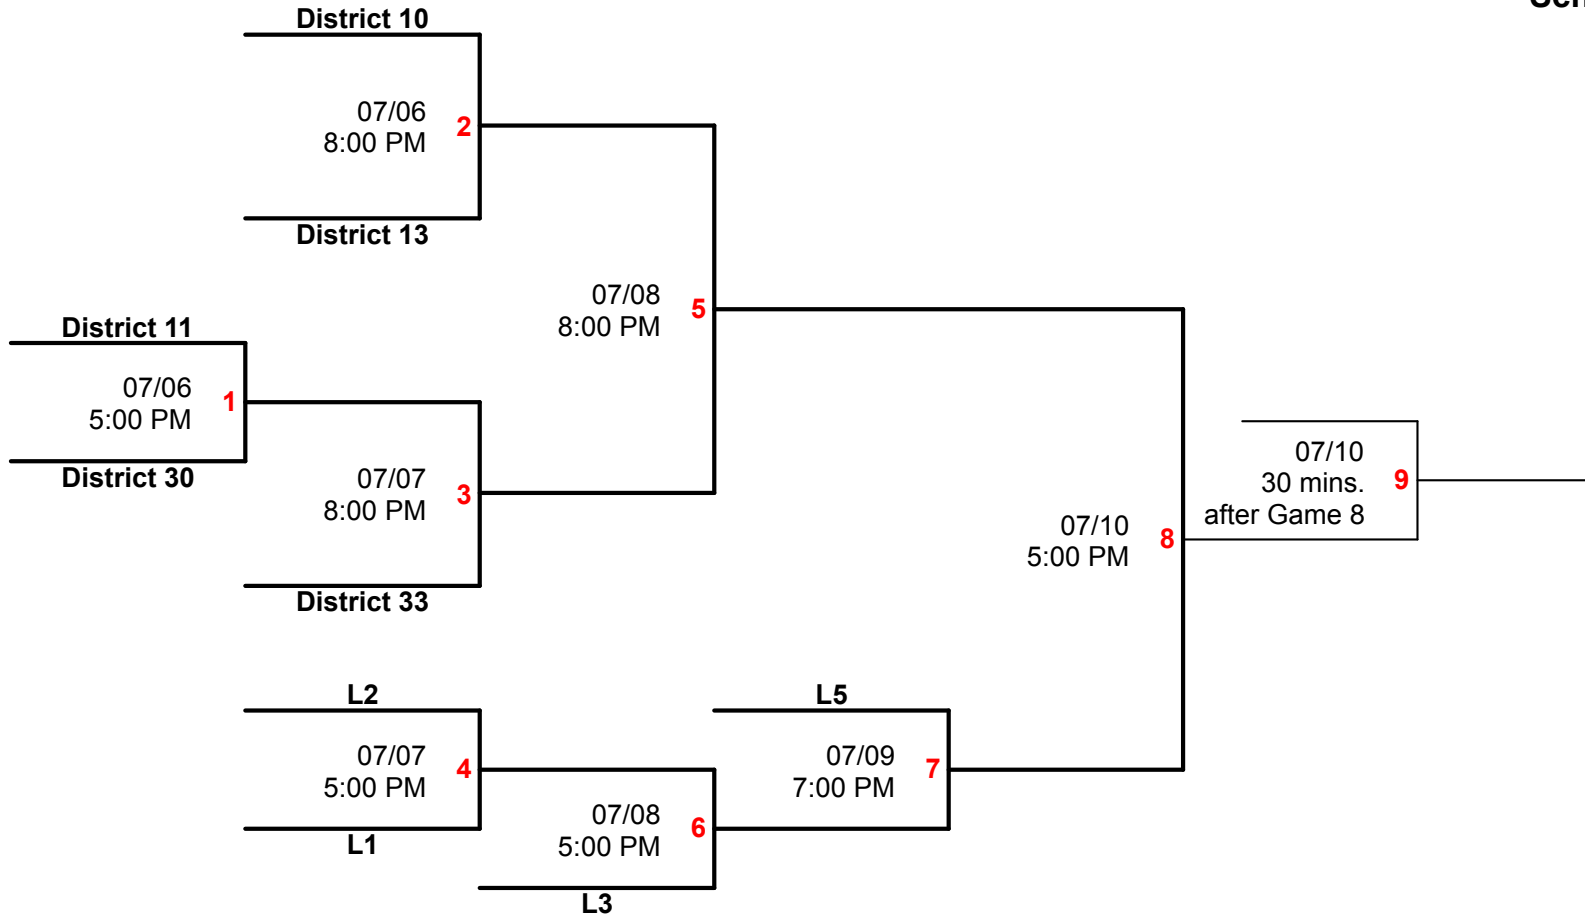 District 10
07/06
8:00 PM
2
District 13
07/08
8:00 PM
5
District 11
07/06
5:00 PM
1
District 30
07/07
8:00 PM
3
District 33
07/10
30 mins.
after Game 8
9
07/10
5:00 PM
8
L2
07/07
5:00 PM
4
L1
L5
07/09
7:00 PM
7
07/08
5:00 PM
6
L3